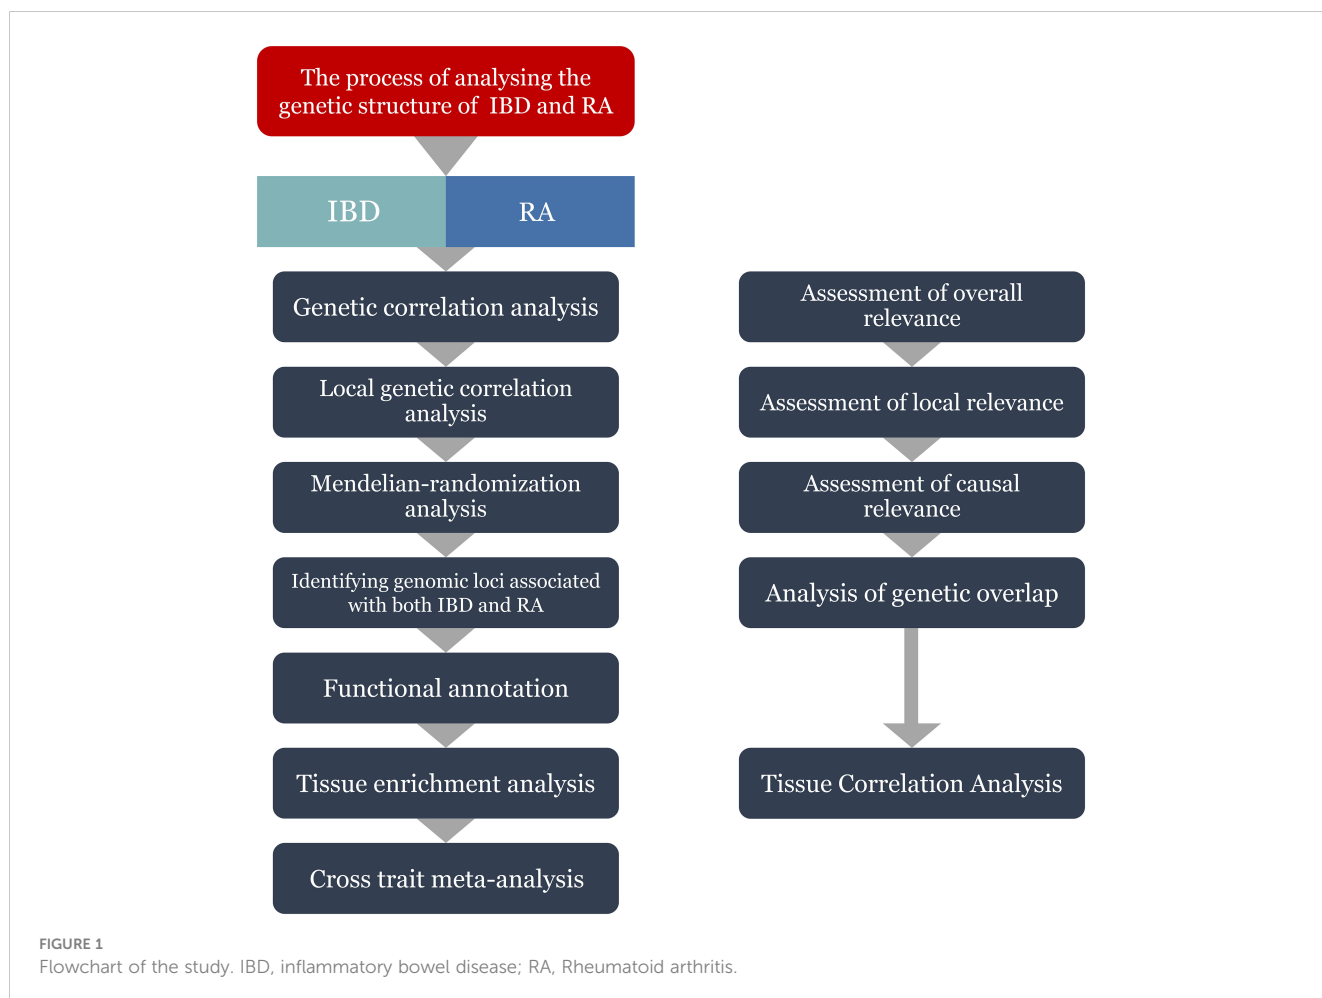 The process of analysing the
genetic structure of IBD and RA
IBD
RA
Genetic correlation analysis
Local genetic correlation
analysis
Mendelian-randomization
analysis
Identifying genomic loci associated
with both IBD and RA
Functional annotation
Tissue enrichment analysis
Cross trait meta-analysis
Assessment of overall
relevance
Assessment of local relevance
Assessment of causal
relevance
Analysis of genetic overlap
Tissue Correlation Analysis
FIGURE 1
Flowchart of the study. IBD, inflammatory bowel disease; RA, Rheumatoid arthritis.